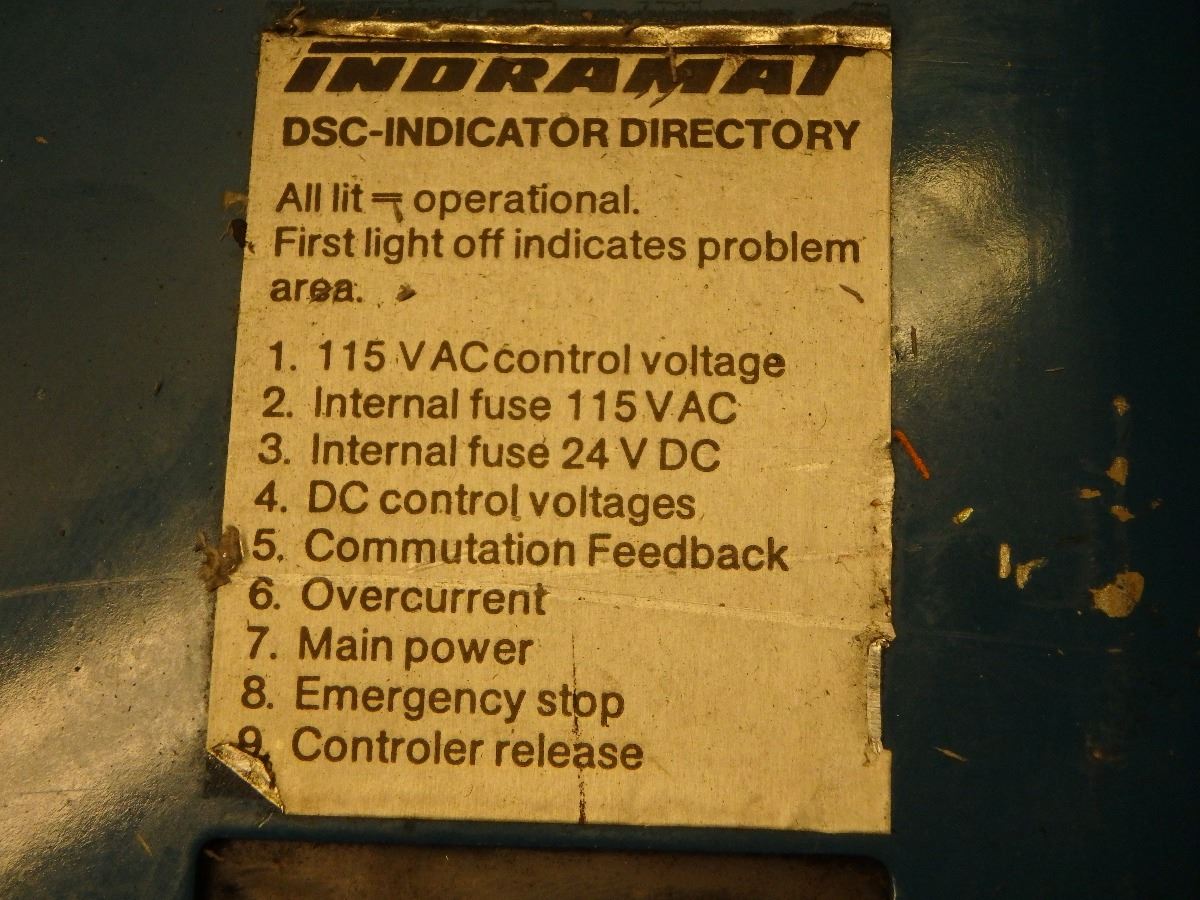 INDRAMAT
DSC-INDICATOR DIRECTORY
All lit = operational.
First light off indicates problem
area.
1. 115 V AC control voltage
2. Internal fuse 115 V AC
3. Internal fuse 24 V DC
4. DC control voltages
5. Commutation Feedback
6. Overcurrent
7. Main power
8. Emergency stop
9. Controler release